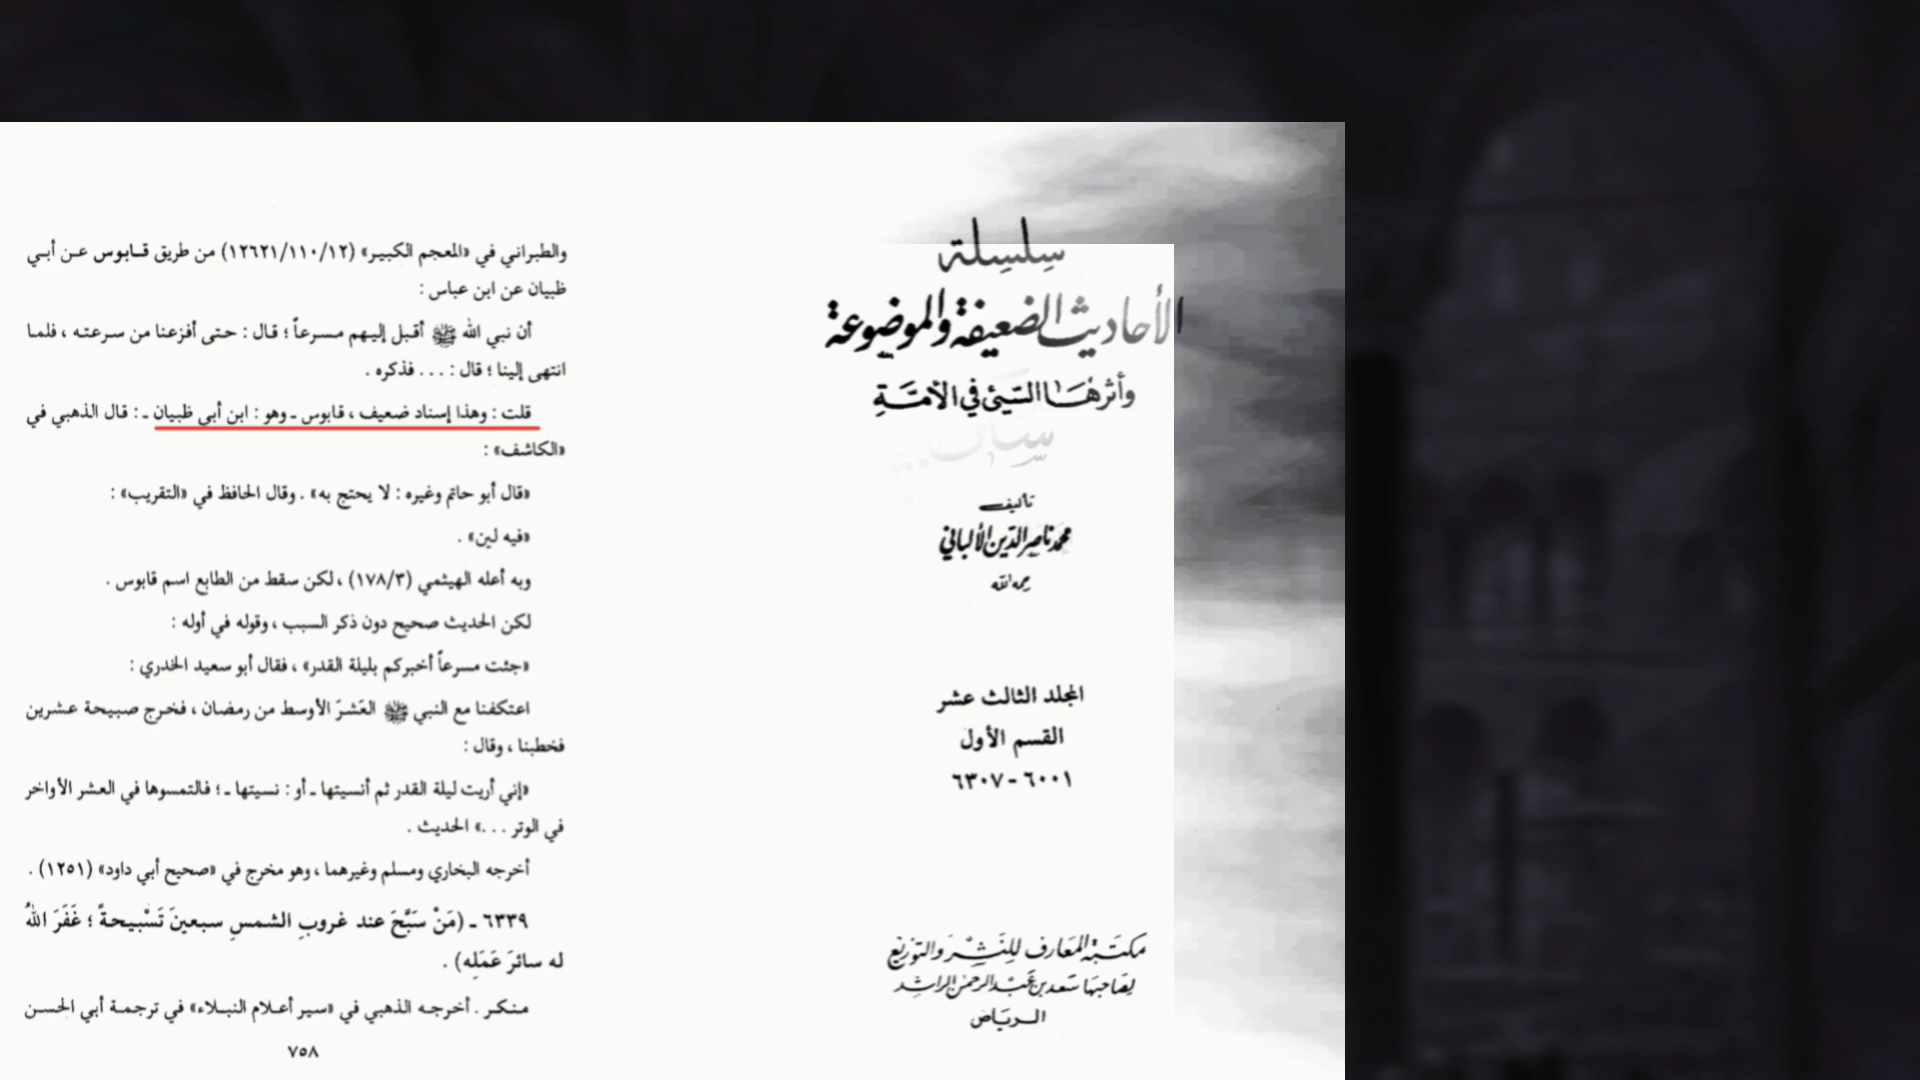 سلسلة
الأحاديث الضعيفة والموضوعة
وأثرها السيئ في الأمة
تأليف
محمد ناصر الدين الألباني
رحمه الله
المجلد الثالث عشر
القسم الأول
٦٠٠١ - ٦٣٠٧
مكتبة المعارف للنشر والتوزيع
لصاحبها سعد بن عبد الرحمن الراشد
الرياض
والطبراني في «المعجم الكبير» (١٢٦٢١/١١٠/١٢) من طريق قابوس عن أبي
ظبيان عن ابن عباس :
أن نبي الله ﷺ أقبل إليهم مسرعاً ؛ قال : حتى أفزعنا من سرعته ، فلما
انتهى إلينا ؛ قال : . . . فذكره .
قلت : وهذا إسناد ضعيف ، قابوس ـ وهو : ابن أبي ظبيان ـ : قال الذهبي في
«الكاشف» :
«قال أبو حاتم وغيره : لا يحتج به» . وقال الحافظ في «التقريب» :
«فيه لين» .
وبه أعله الهيثمي (١٧٨/٣) ، لكن سقط من الطابع اسم قابوس .
لكن الحديث صحيح دون ذكر السبب ، وقوله في أوله :
«جئت مسرعاً أخبركم بليلة القدر» ، فقال أبو سعيد الخدري :
اعتكفنا مع النبي ﷺ العَشرَ الأوسط من رمضان ، فخرج صبيحة عشرين
فخطبنا ، وقال :
«إني أريت ليلة القدر ثم أنسيتها ـ أو : نسيتها ـ ؛ فالتمسوها في العشر الأواخر
في الوتر . . .» الحديث .
أخرجه البخاري ومسلم وغيرهما ، وهو مخرج في «صحيح أبي داود» (١٢٥١) .
٦٣٣٩ ـ (مَنْ سَبَّحَ عند غروبِ الشمسِ سبعينَ تَسْبيحةً ؛ غَفَرَ اللهُ
له سائرَ عَمَلِه) .
منكر . أخرجه الذهبي في «سير أعلام النبلاء» في ترجمة أبي الحسن
٧٥٨